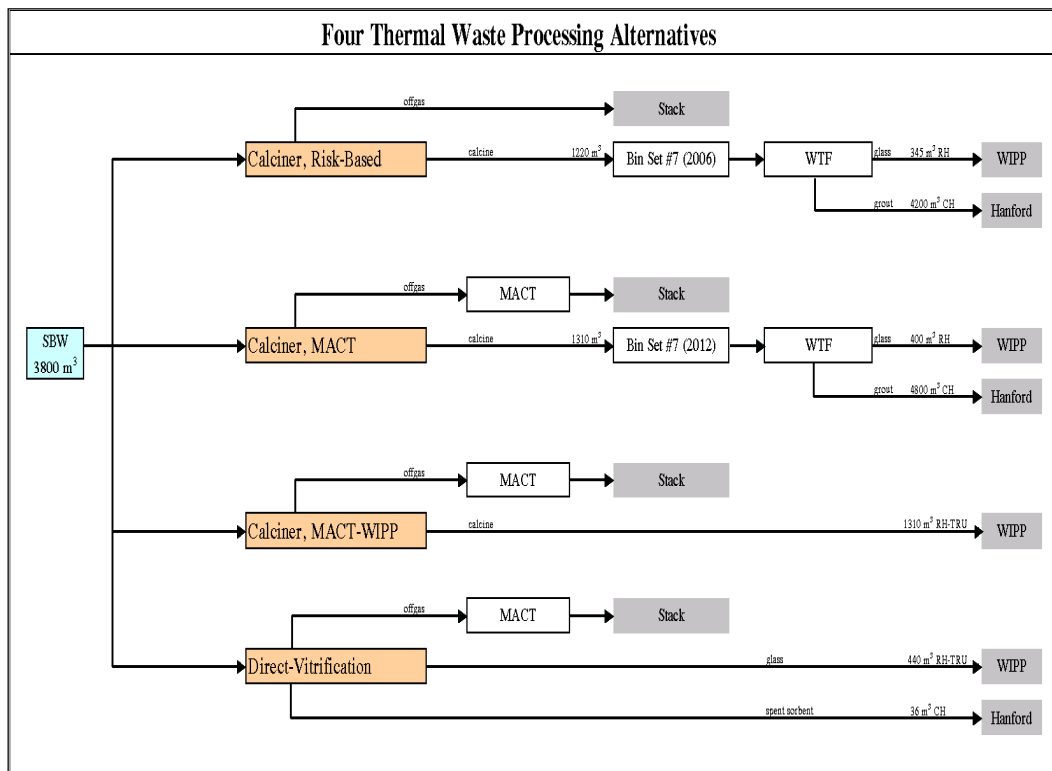 Four Thermal Waste Processing Alternatives
offgas
Stack
Calciner, Risk-Based
calcine
1220 m³
Bin Set #7 (2006)
WTF
glass
345 m³ RH
WIPP
grout
4200 m³ CH
Hanford
offgas
MACT
Stack
SBW
3800 m³
Calciner, MACT
calcine
1310 m³
Bin Set #7 (2012)
WTF
glass
400 m³ RH
WIPP
grout
4800 m³ CH
Hanford
offgas
MACT
Stack
Calciner, MACT-WIPP
calcine
1310 m³ RH-TRU
WIPP
offgas
MACT
Stack
Direct-Vitrification
glass
440 m³ RH-TRU
WIPP
spent sorbent
36 m³ CH
Hanford